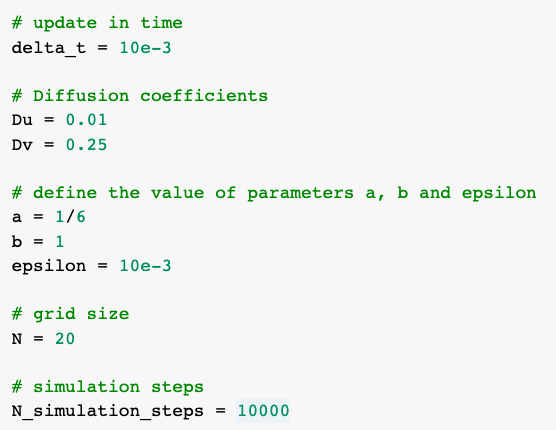 # update in time
delta_t = 10e-3
# Diffusion coefficients
Du = 0.01
Dv = 0.25
# define the value of parameters a, b and epsilon
a = 1/6
b = 1
epsilon = 10e-3
# grid size
N = 20
# simulation steps
N_simulation_steps = 10000